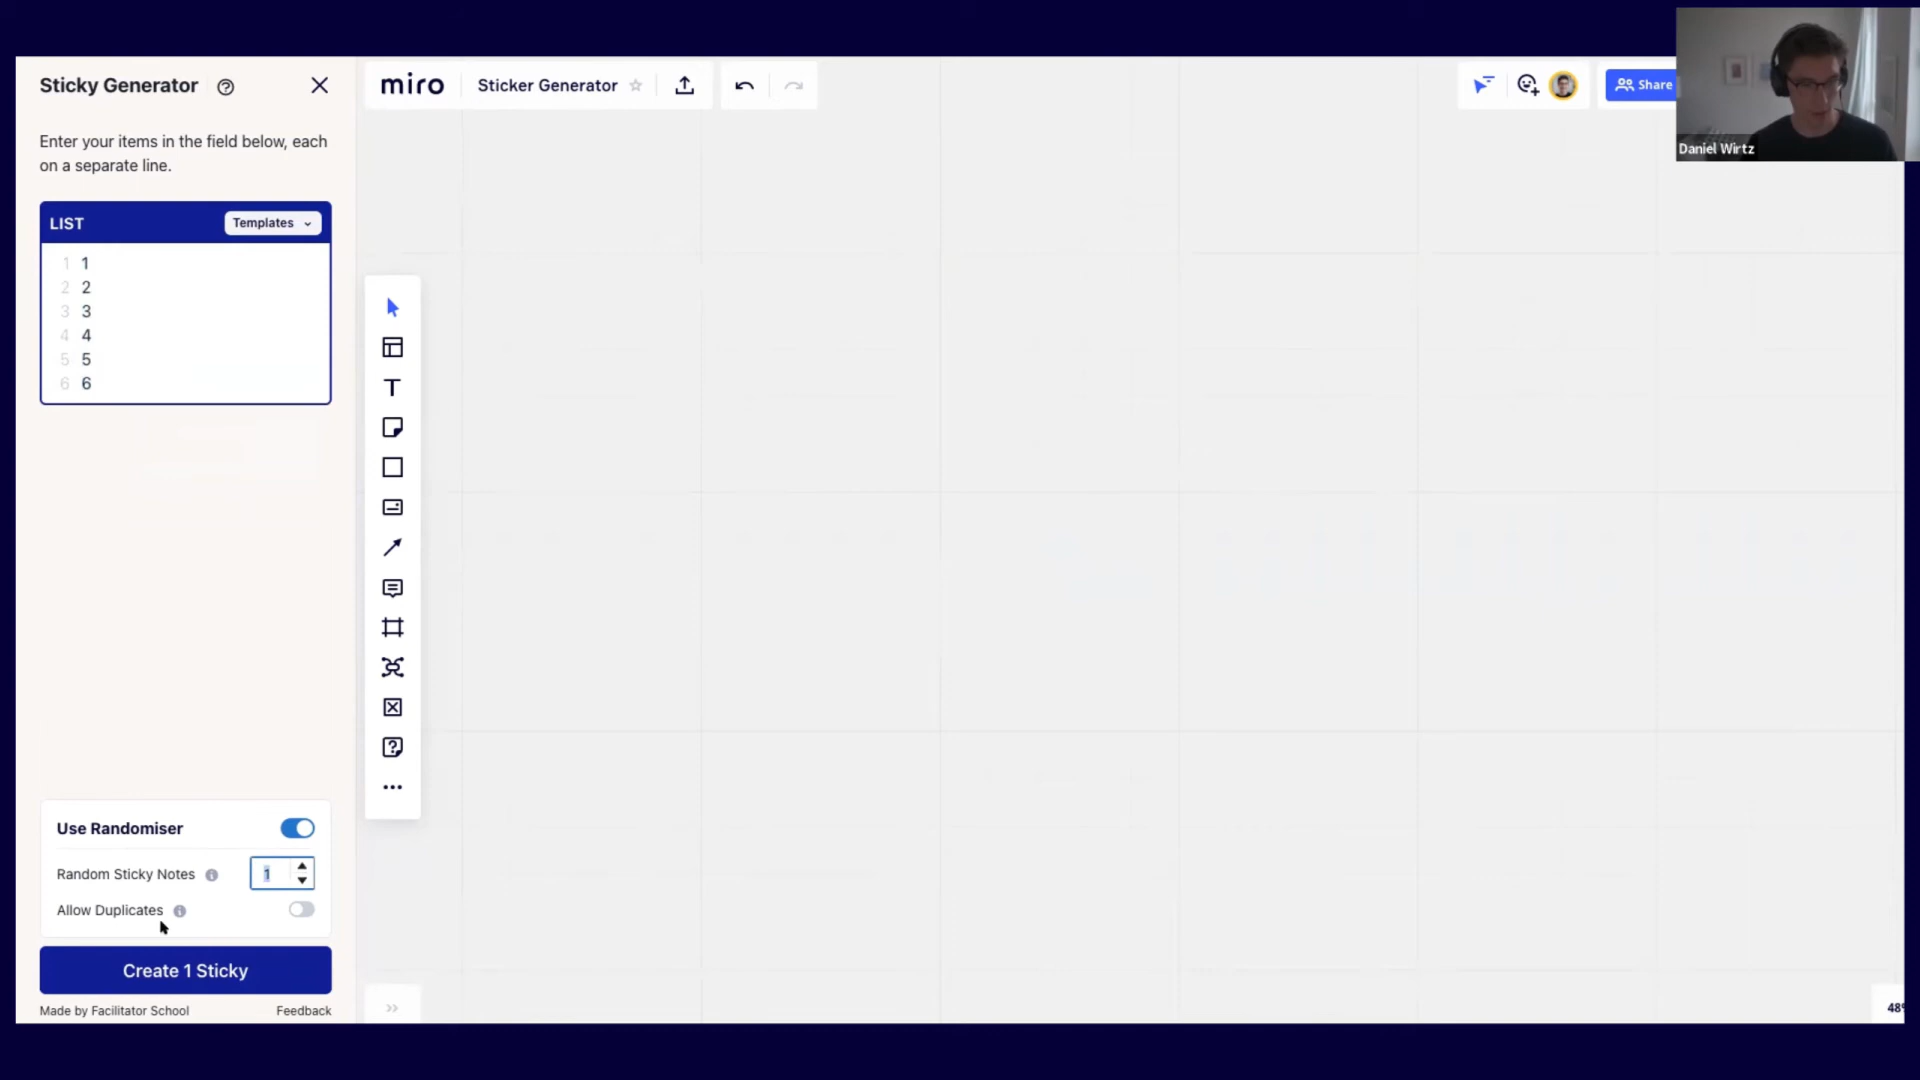 Sticky Generator
miro
Sticker Generator
Share
Daniel Wirtz
Enter your items in the field below, each
on a separate line.
LIST
Templates
1 1
2 2
3 3
4 4
5 5
6 6
Use Randomiser
Random Sticky Notes
1
Allow Duplicates
Create 1 Sticky
Made by Facilitator School
Feedback
48